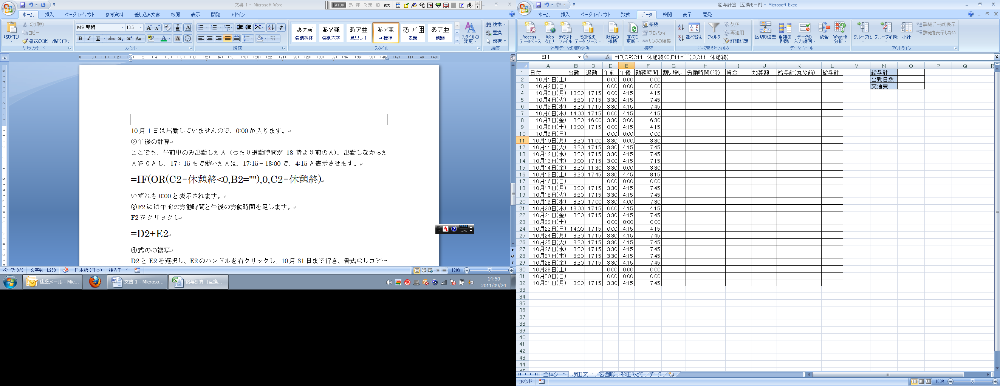 文書 1 - Microsoft Word
ATOK あ 連 R漢 般 英大
ホーム 挿入 ページ レイアウト 参考資料 差し込み文書 校閲 表示 開発 アドイン
貼り付け 切り取り コピー 書式のコピー/貼り付け クリップボード
MS 明朝 10.5
フォント 段落 スタイル 編集
あア亜 強調斜体 あア亜 強調太字 あア亜 見出し 1 あア亜 標準 あア亜 表題 あア亜 副題
スタイルの変更 検索 置換 選択
10 月 1 日は出勤していませんので、0:00 が入ります。
②午後の計算
ここでも、午前中のみ出勤した人（つまり退勤時間が 13 時より前の人）、出勤しなかった
人を 0 とし、17：15 まで働いた人は、17:15－13:00 で、4:15 と表示させます。
=IF(OR(C2-休憩終<0,B2=""),0,C2-休憩終)
いずれも 0:00 と表示されます。
③F2 には午前の労働時間と午後の労働時間を足します。
F2 をクリックし
=D2+E2
④式のの複写
D2 と E2 を選択し、E2 のハンドルを右クリックし、10 月 31 日まで行き、書式なしコピー
CAPS
KANA
ページ: 3/3 文字数: 1,263 日本語 (日本) 挿入モード 120%
迷惑メール - Mic... 文書 1 - Microso... 給与計算 [互換... 14:50
2011/09/24
給与計算 [互換モード] - Microsoft Excel
ホーム 挿入 ページ レイアウト 数式 データ 校閲 表示 開発
Access データベース Web クエリ テキスト ファイル その他の データ ソース 既存の接続 外部データの取り込み
すべて更新 接続 プロパティ リンクの編集 接続
並べ替え フィルタ クリア 再適用 詳細設定 並べ替えとフィルタ
区切り位置 重複の削除 データの入力規則 統合 What-If 分析 データ ツール
グループ化 グループ解除 小計 詳細データの表示 詳細を表示しない アウトライン
E11 fx =IF(OR(C11-休憩終<0,B11=""),0,C11-休憩終)
A B C D E F G H I J K L M N O P Q R
1 日付 出勤 退勤 午前 午後 勤務時間 割り増し 労働時間(時) 賃金 加算額 給与計(丸め前) 給与計 給与計
2 10月1日(土) 0:00 0:00 0:00 出勤日数
3 10月2日(日) 0:00 0:00 0:00 交通費
4 10月3日(月) 13:30 17:15 0:00 4:15 4:15
5 10月4日(火) 8:30 17:15 3:30 4:15 7:45
6 10月5日(水) 8:30 17:15 3:30 4:15 7:45
7 10月6日(木) 14:00 17:15 0:00 4:15 4:15
8 10月7日(金) 8:30 16:00 3:30 3:00 6:30
9 10月8日(土) 13:00 17:15 0:00 4:15 4:15
10 10月9日(日) 0:00 0:00 0:00
11 10月10日(月) 8:30 11:00 3:30 0:00 3:30
12 10月11日(火) 8:30 17:15 3:30 4:15 7:45
13 10月12日(水) 8:30 17:15 3:30 4:15 7:45
14 10月13日(木) 9:00 17:15 3:00 4:15 7:15
15 10月14日(金) 8:30 11:30 3:30 0:00 3:30
16 10月15日(土) 8:30 17:45 3:30 4:45 8:15
17 10月16日(日) 0:00 0:00 0:00
18 10月17日(月) 8:30 17:15 3:30 4:15 7:45
19 10月18日(火) 8:30 17:15 3:30 4:15 7:45
20 10月19日(水) 8:30 17:00 3:30 4:00 7:30
21 10月20日(木) 13:00 17:15 0:00 4:15 4:15
22 10月21日(金) 8:30 17:15 3:30 4:15 7:45
23 10月22日(土) 0:00 0:00 0:00
24 10月23日(日) 14:00 17:15 0:00 4:15 4:15
25 10月24日(月) 8:30 17:15 3:30 4:15 7:45
26 10月25日(火) 8:30 17:15 3:30 4:15 7:45
27 10月26日(水) 8:30 17:15 3:30 4:15 7:45
28 10月27日(木) 8:30 17:15 3:30 4:15 7:45
29 10月28日(金) 8:30 17:15 3:30 4:15 7:45
30 10月29日(土) 0:00 0:00 0:00
31 10月30日(日) 0:00 0:00 0:00
32 10月31日(月) 8:30 17:15 3:30 4:15 7:45
33
34
35
36
37
38
39
40
41
42
43
44
45
全体シート 坂田文一 宮園聡 杉田みどり データ
コマンド 100%